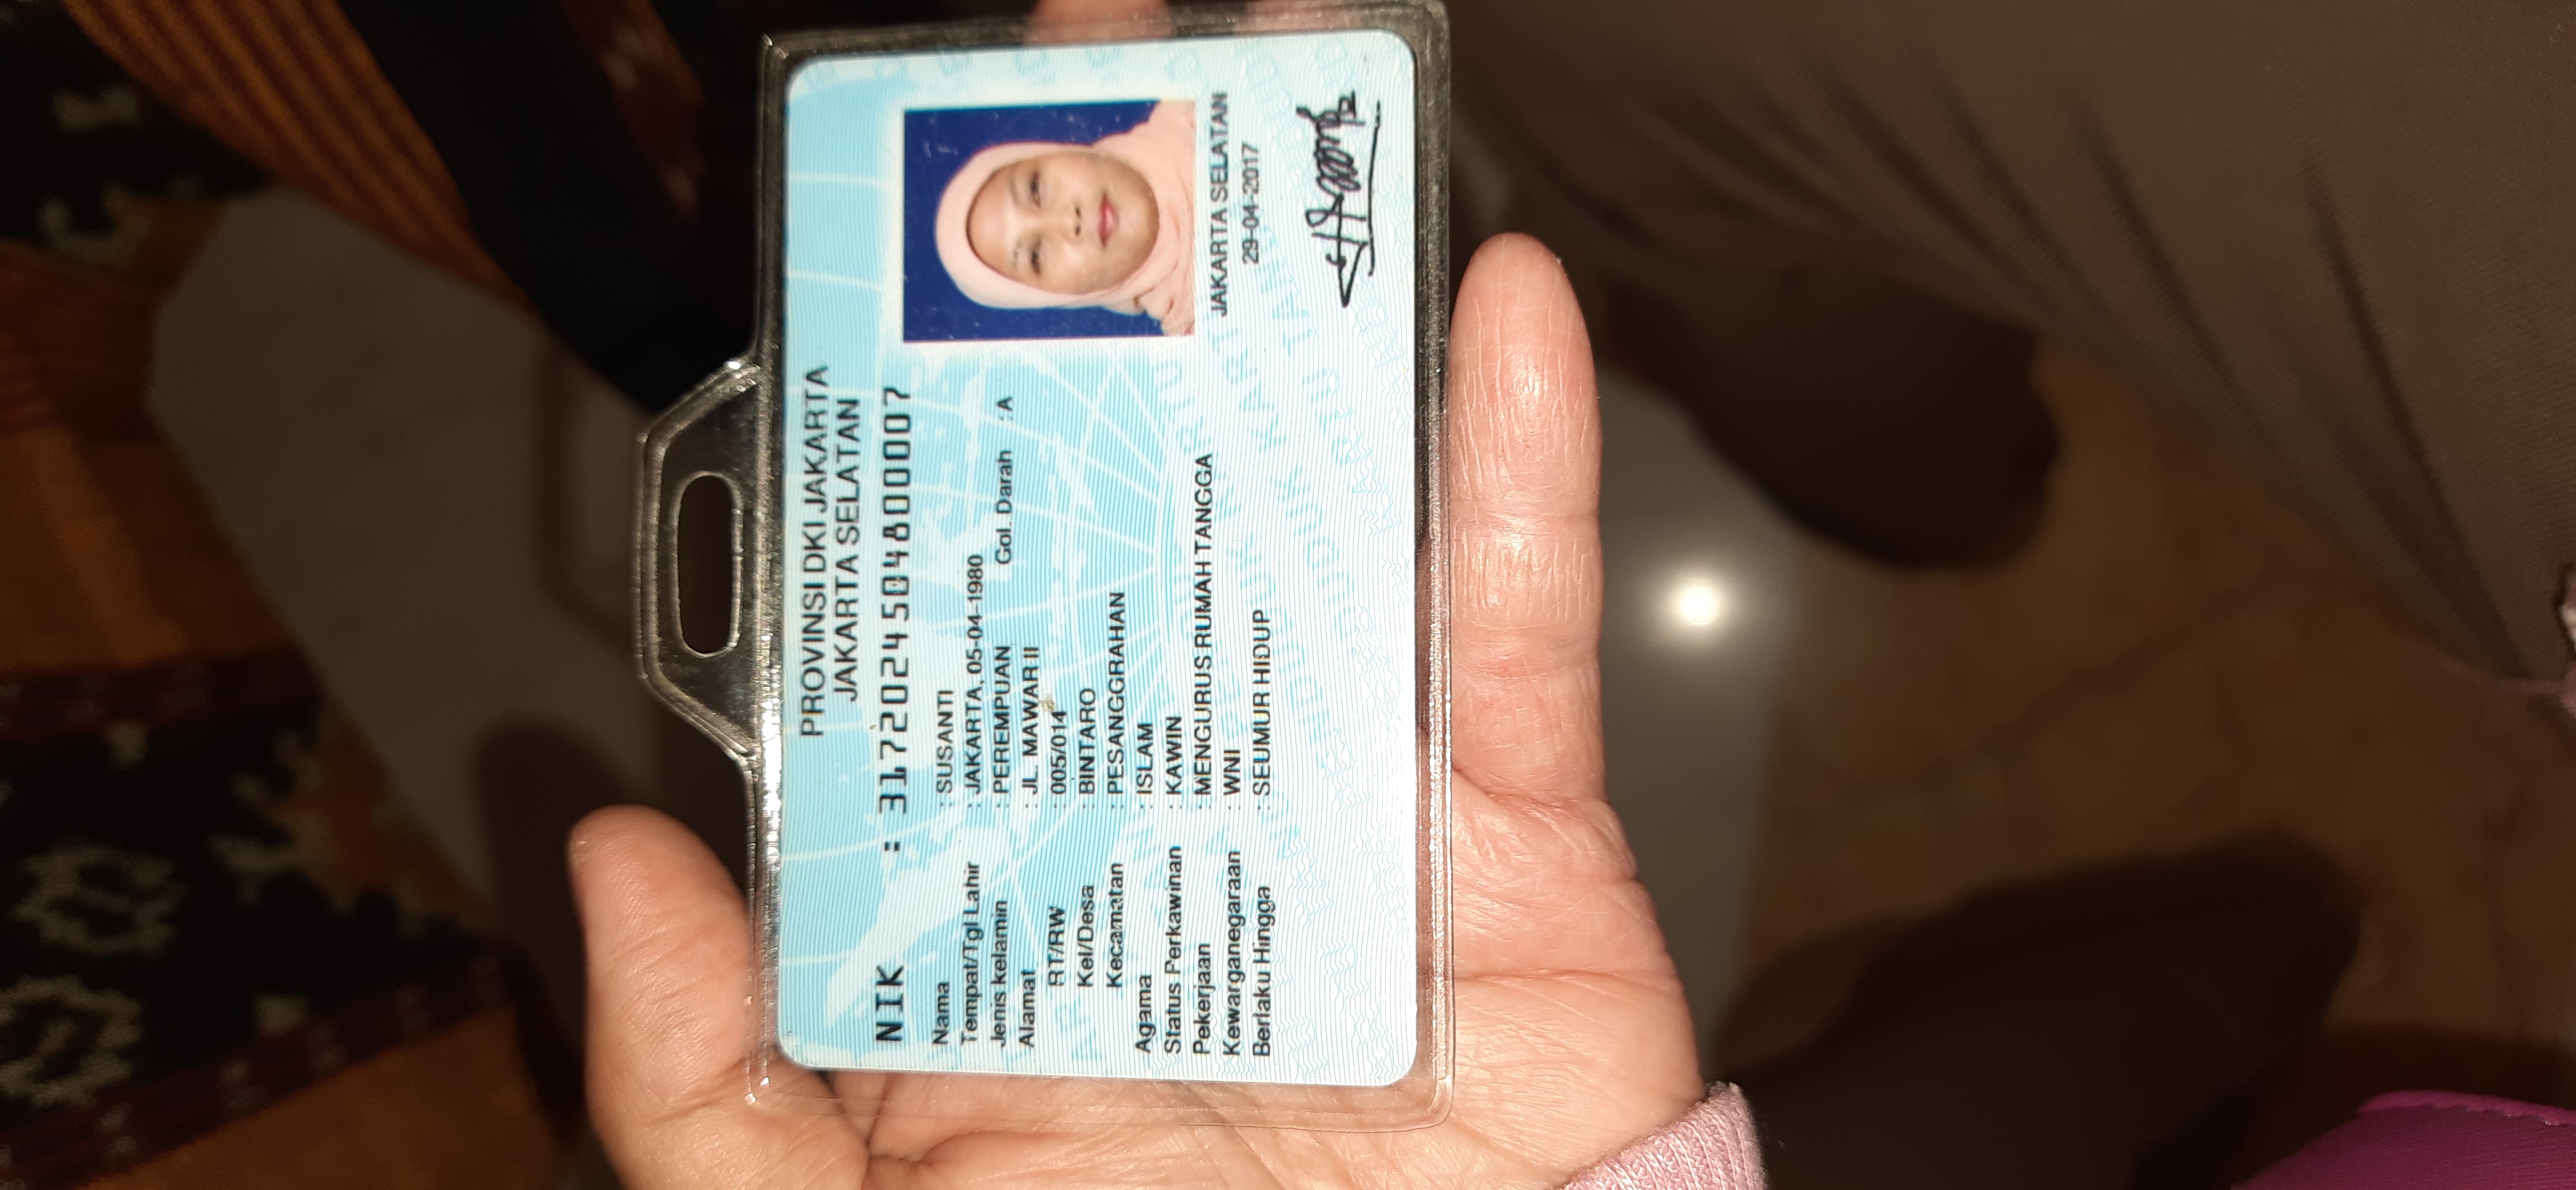 PROVINSI DKI JAKARTA
JAKARTA SELATAN
NIK : 3172024504800007
Nama : SUSANTI
Tempat/Tgl Lahir : JAKARTA, 05-04-1980
Jenis kelamin : PEREMPUAN Gol. Darah : A
Alamat : JL. MAWAR II
RT/RW : 005/014
Kel/Desa : BINTARO
Kecamatan : PESANGGRAHAN
Agama : ISLAM
Status Perkawinan : KAWIN
Pekerjaan : MENGURUS RUMAH TANGGA
Kewarganegaraan : WNI
Berlaku Hingga : SEUMUR HIDUP
JAKARTA SELATAN
29-04-2017